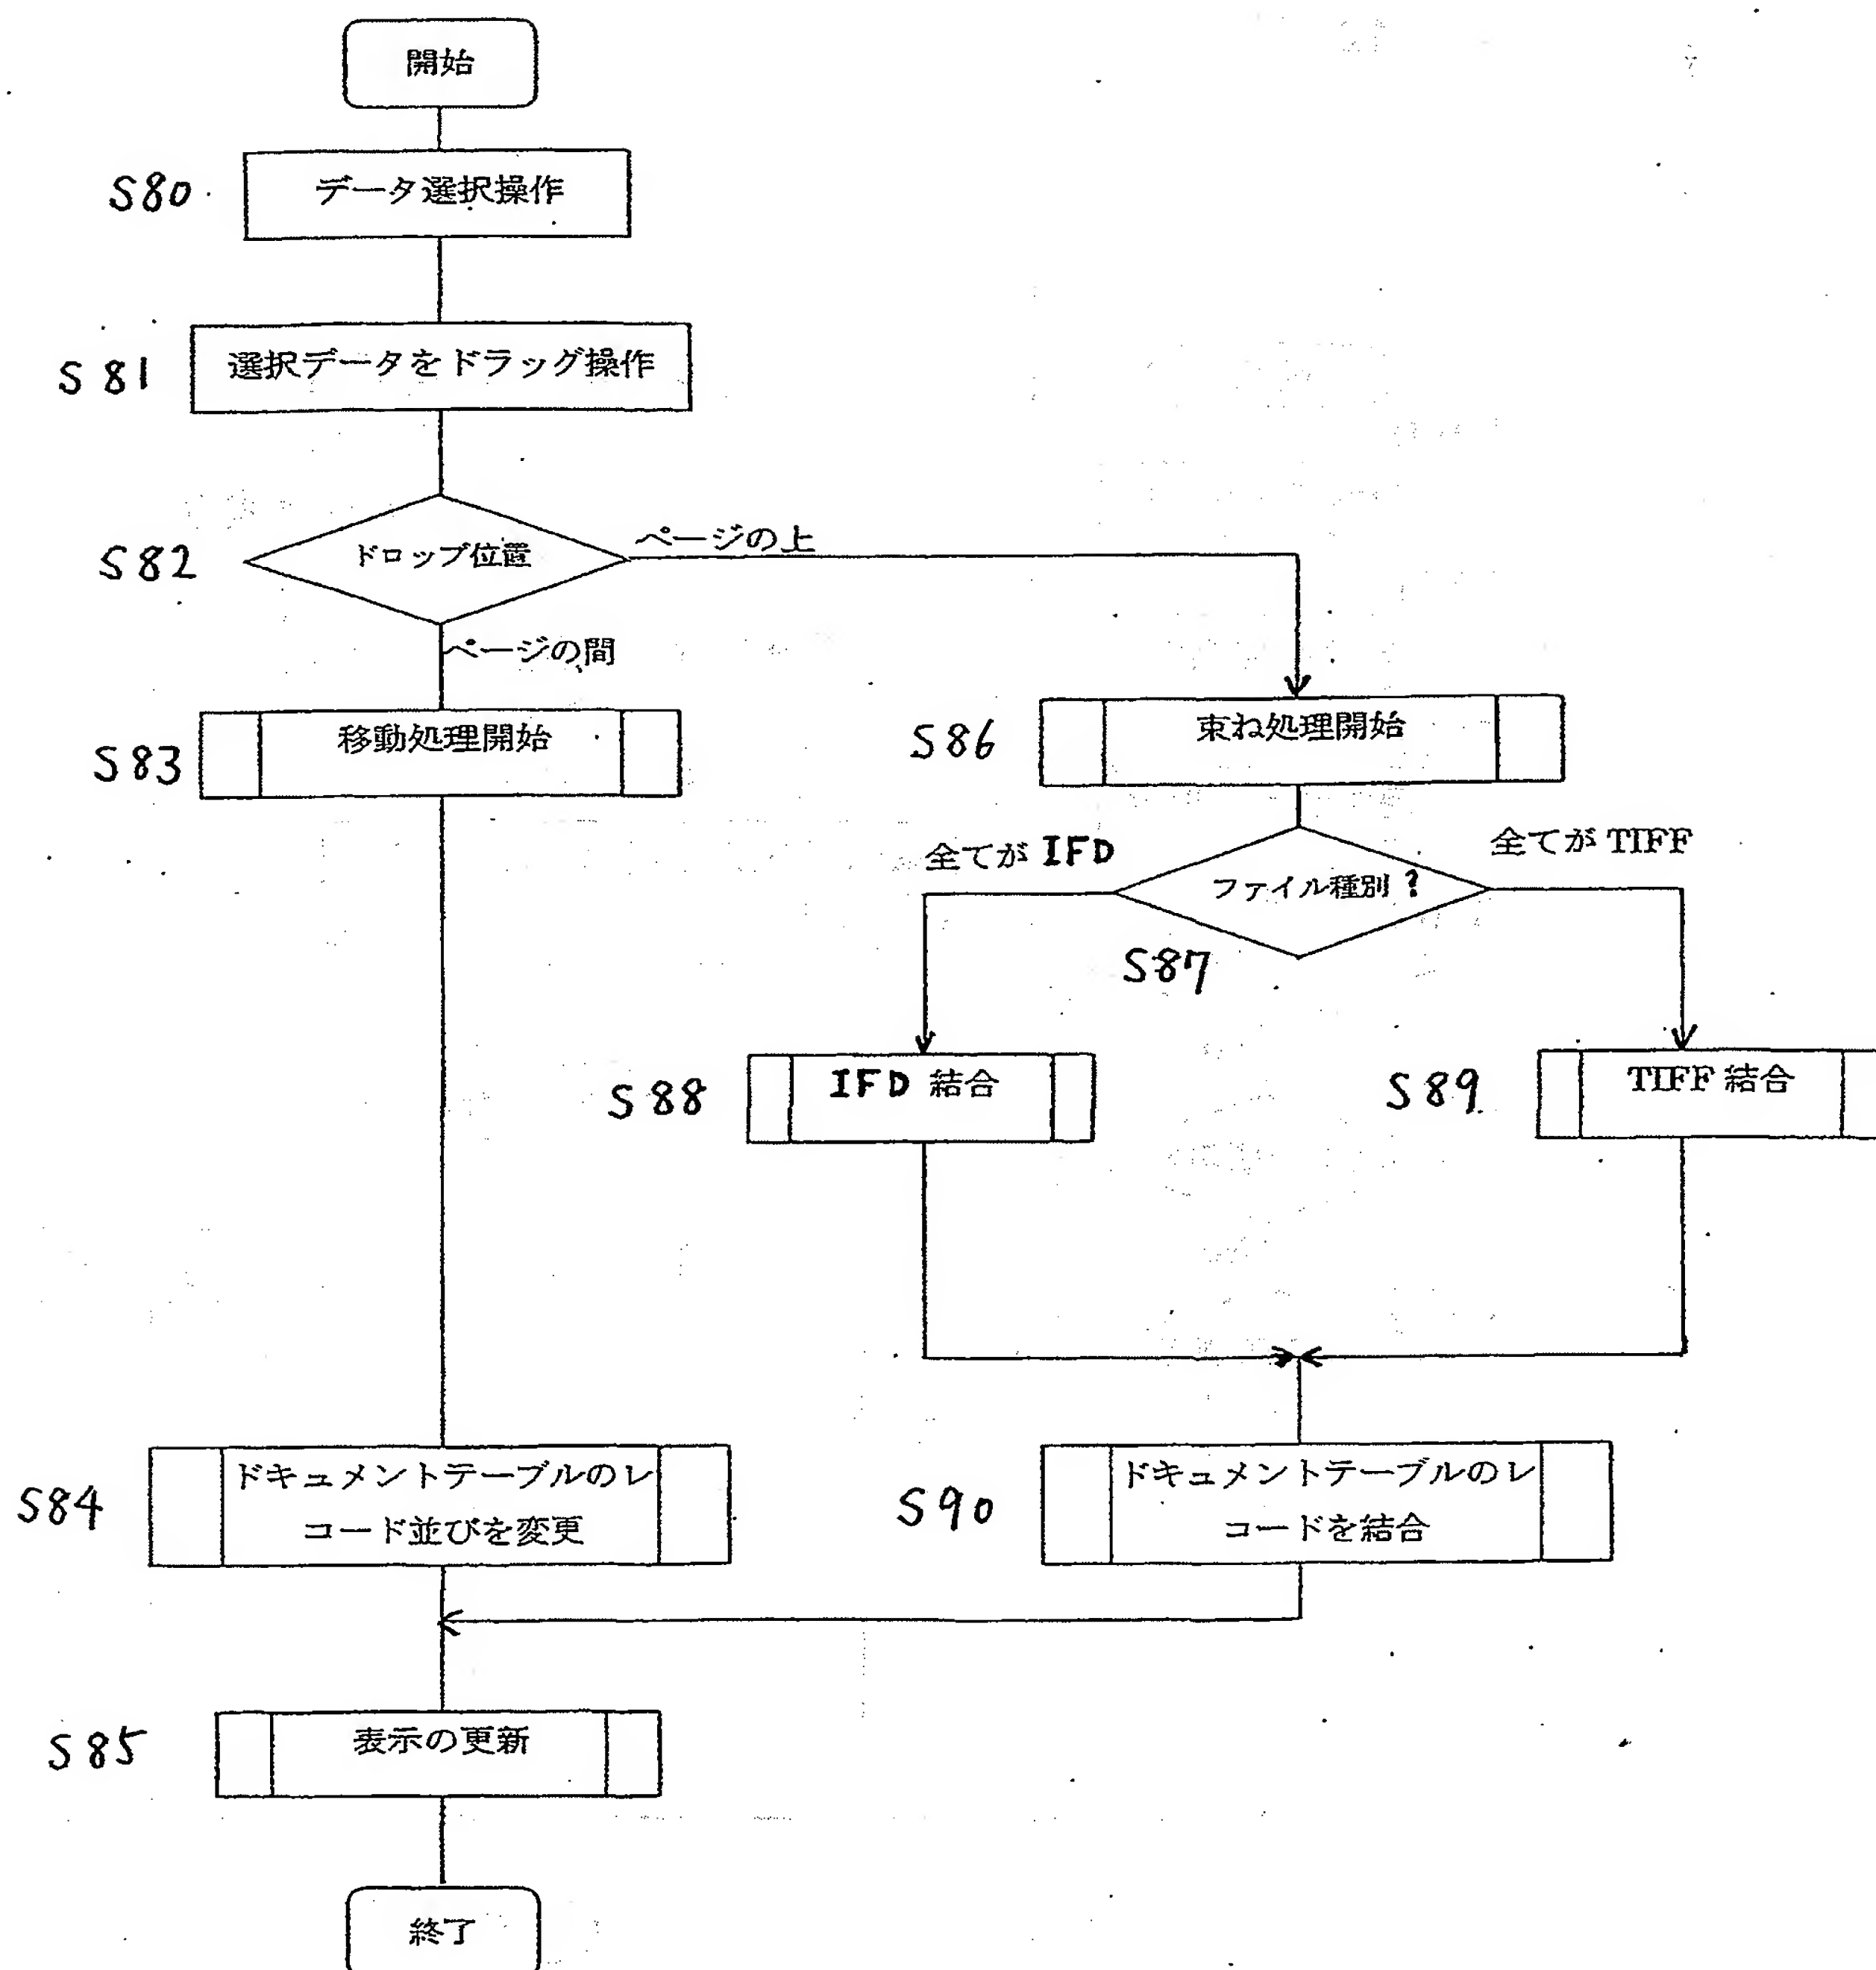 開始
S80
データ選択操作
S81
選択データをドラッグ操作
S82
ドロップ位置
ページの上
ページの間
S83
移動処理開始
S86
束ね処理開始
全てが IFD
全てが TIFF
ファイル種別?
S87
S88
IFD 結合
S89
TIFF 結合
S84
ドキュメントテーブルのレ
コード並びを変更
S90
ドキュメントテーブルのレ
コードを結合
S85
表示の更新
終了